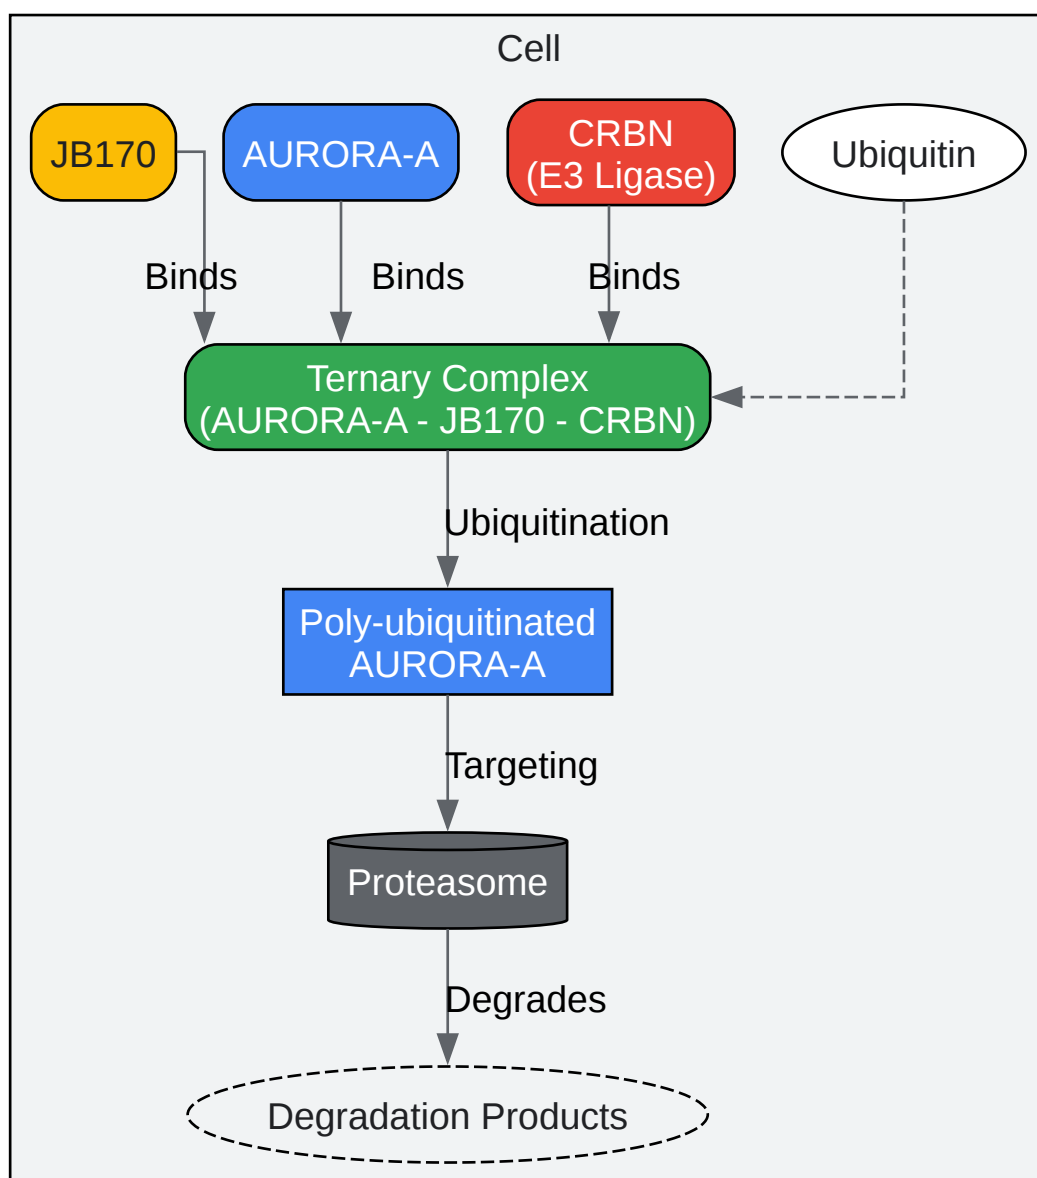 Cell
JB170
AURORA-A
CRBN
(E3 Ligase)
Ubiquitin
Binds
Binds
Binds
Ternary Complex
(AURORA-A - JB170 - CRBN)
Ubiquitination
Poly-ubiquitinated
AURORA-A
Targeting
Proteasome
Degrades
Degradation Products